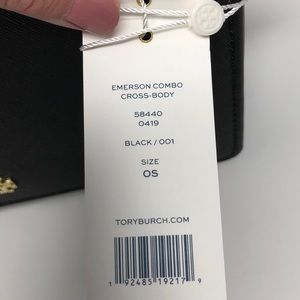 EMERSON COMBO
CROSS-BODY
58440
0419
BLACK / 001
SIZE
OS
TORYBURCH.COM
1 92485 19217 9